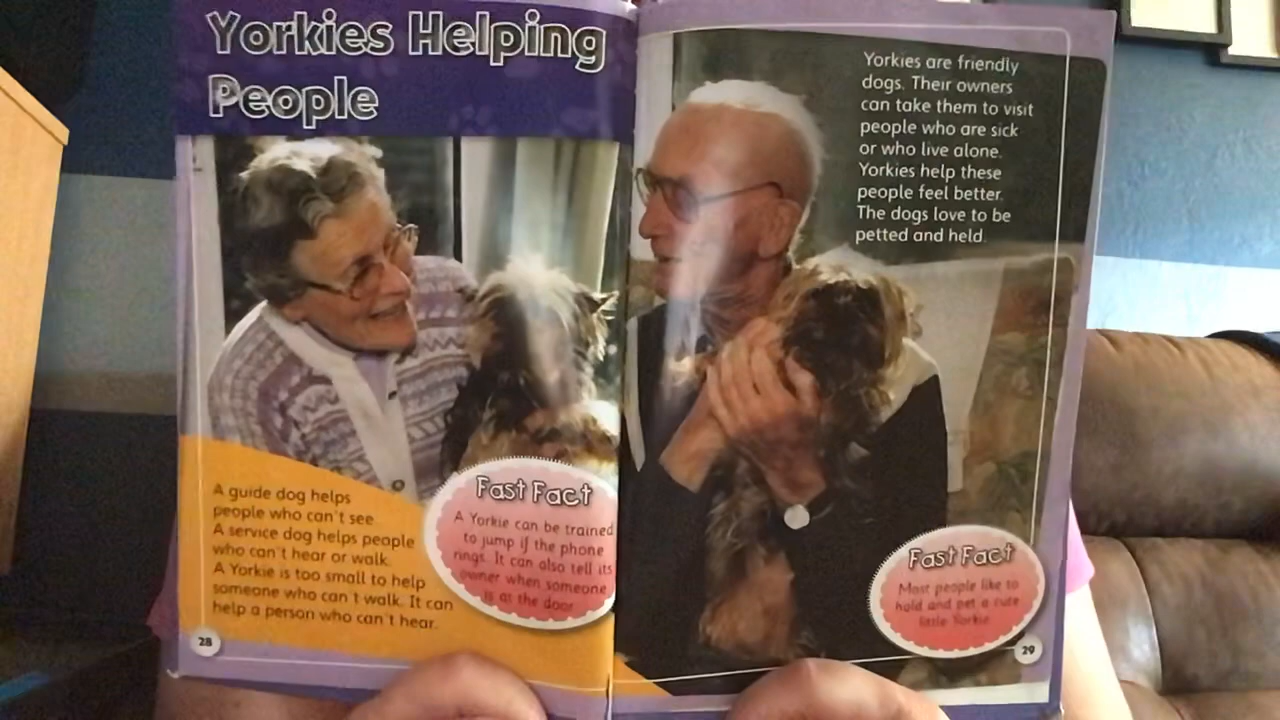 Yorkies Helping
People
A guide dog helps
people who can't see.
A service dog helps people
who can't hear or walk.
A Yorkie is too small to help
someone who can't walk. It can
help a person who can't hear.
Fast Fact
A Yorkie can be trained
to jump if the phone
rings. It can also tell its
owner when someone
is at the door.
28
Yorkies are friendly
dogs. Their owners
can take them to visit
people who are sick
or who live alone.
Yorkies help these
people feel better.
The dogs love to be
petted and held.
Fast Fact
Most people like to
hold and pet a cute
little Yorkie.
29